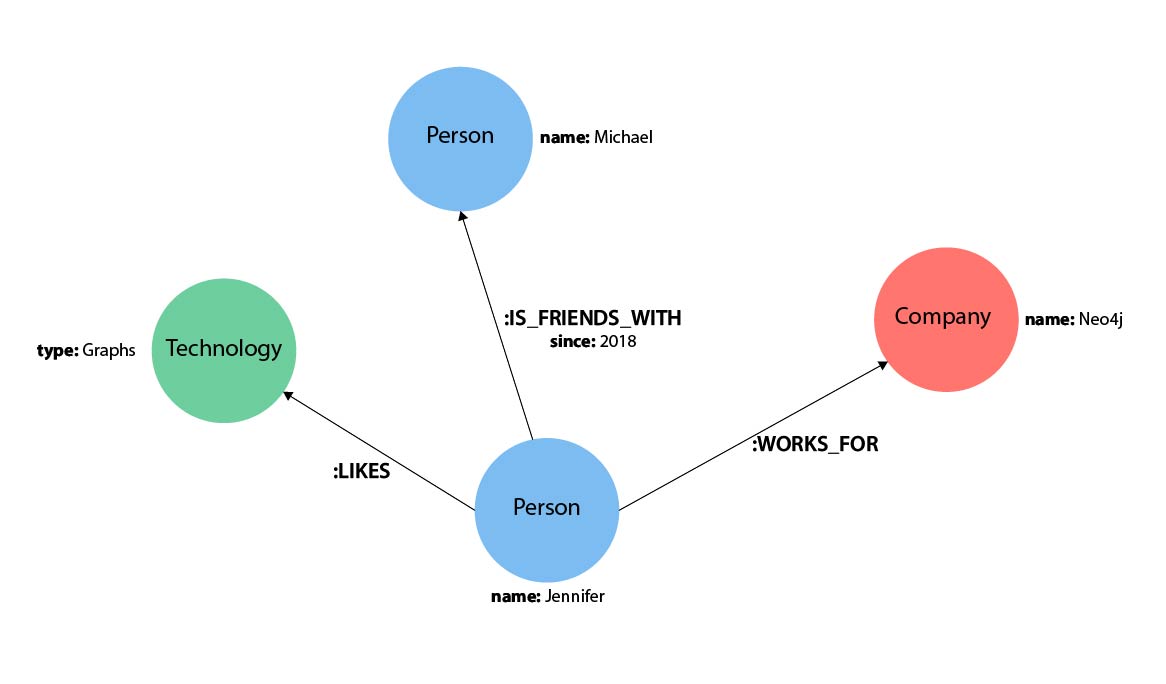 Person
name: Michael
:IS_FRIENDS_WITH
since: 2018
Company
name: Neo4j
type: Graphs
Technology
:WORKS_FOR
:LIKES
Person
name: Jennifer